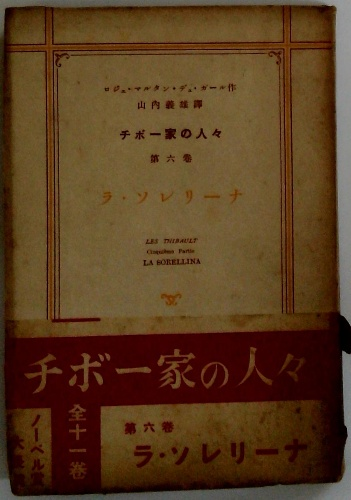 ロジェ・マルタン・デュ・ガール作
山内義雄譯
チボー家の人々
第六巻
ラ・ソレリーナ
LES THIBAULT
Cinquième Partie
LA SORELLINA
チボー家の人々
全十一巻
ノーベル賞
第六巻
ラ・ソレリーナ